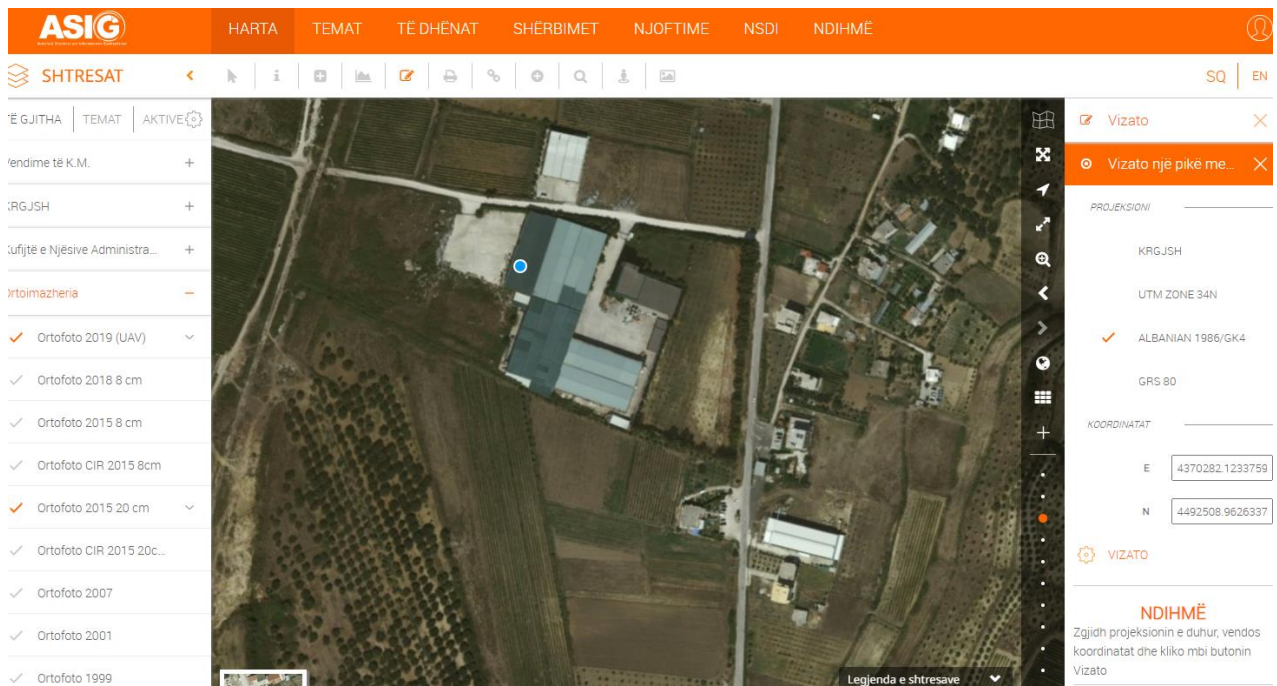 ASIG
HARTA TEMAT TË DHËNAT SHËRBIMET NJOFTIME NSDI NDIHMË
SHTRESAT
SQ EN
TË GJITHA TEMAT AKTIVE
Vendime të K.M.
KRGJSH
Kufijtë e Njësive Administra...
Ortoimazheria
Ortofoto 2019 (UAV)
Ortofoto 2018 8 cm
Ortofoto 2015 8 cm
Ortofoto CIR 2015 8cm
Ortofoto 2015 20 cm
Ortofoto CIR 2015 20c...
Ortofoto 2007
Ortofoto 2001
Ortofoto 1999
Legjenda e shtresave
Vizato
Vizato një pikë me...
PROJEKSIONI
KRGJSH
UTM ZONE 34N
ALBANIAN 1986/GK4
GRS 80
KOORDINATAT
E 4370282.1233759
N 4492508.9626337
VIZATO
NDIHMË
Zgjidh projeksionin e duhur, vendos
koordinatat dhe kliko mbi butonin
Vizato